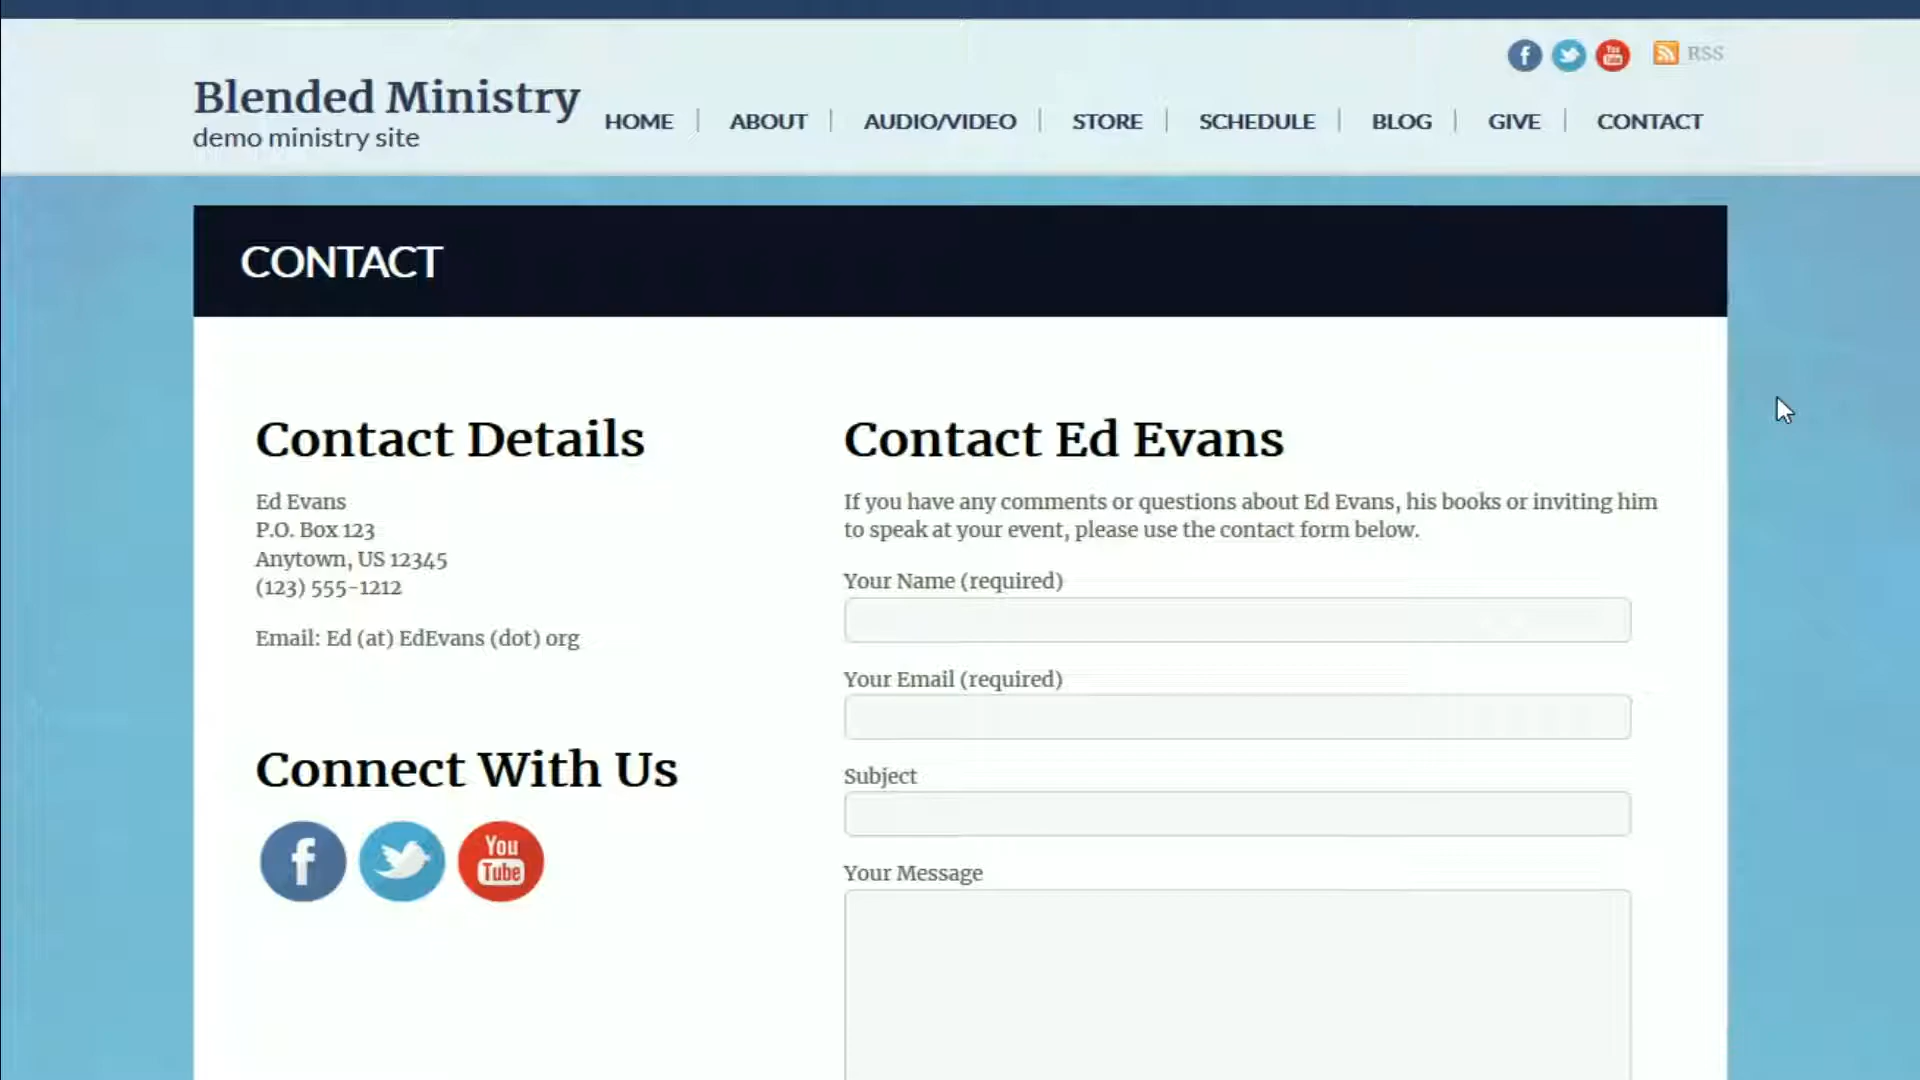 RSS
Blended Ministry
demo ministry site
HOME | ABOUT | AUDIO/VIDEO | STORE | SCHEDULE | BLOG | GIVE | CONTACT
CONTACT
Contact Details
Ed Evans
P.O. Box 123
Anytown, US 12345
(123) 555-1212
Email: Ed (at) EdEvans (dot) org
Connect With Us
f
You
Tube
Contact Ed Evans
If you have any comments or questions about Ed Evans, his books or inviting him
to speak at your event, please use the contact form below.
Your Name (required)
Your Email (required)
Subject
Your Message